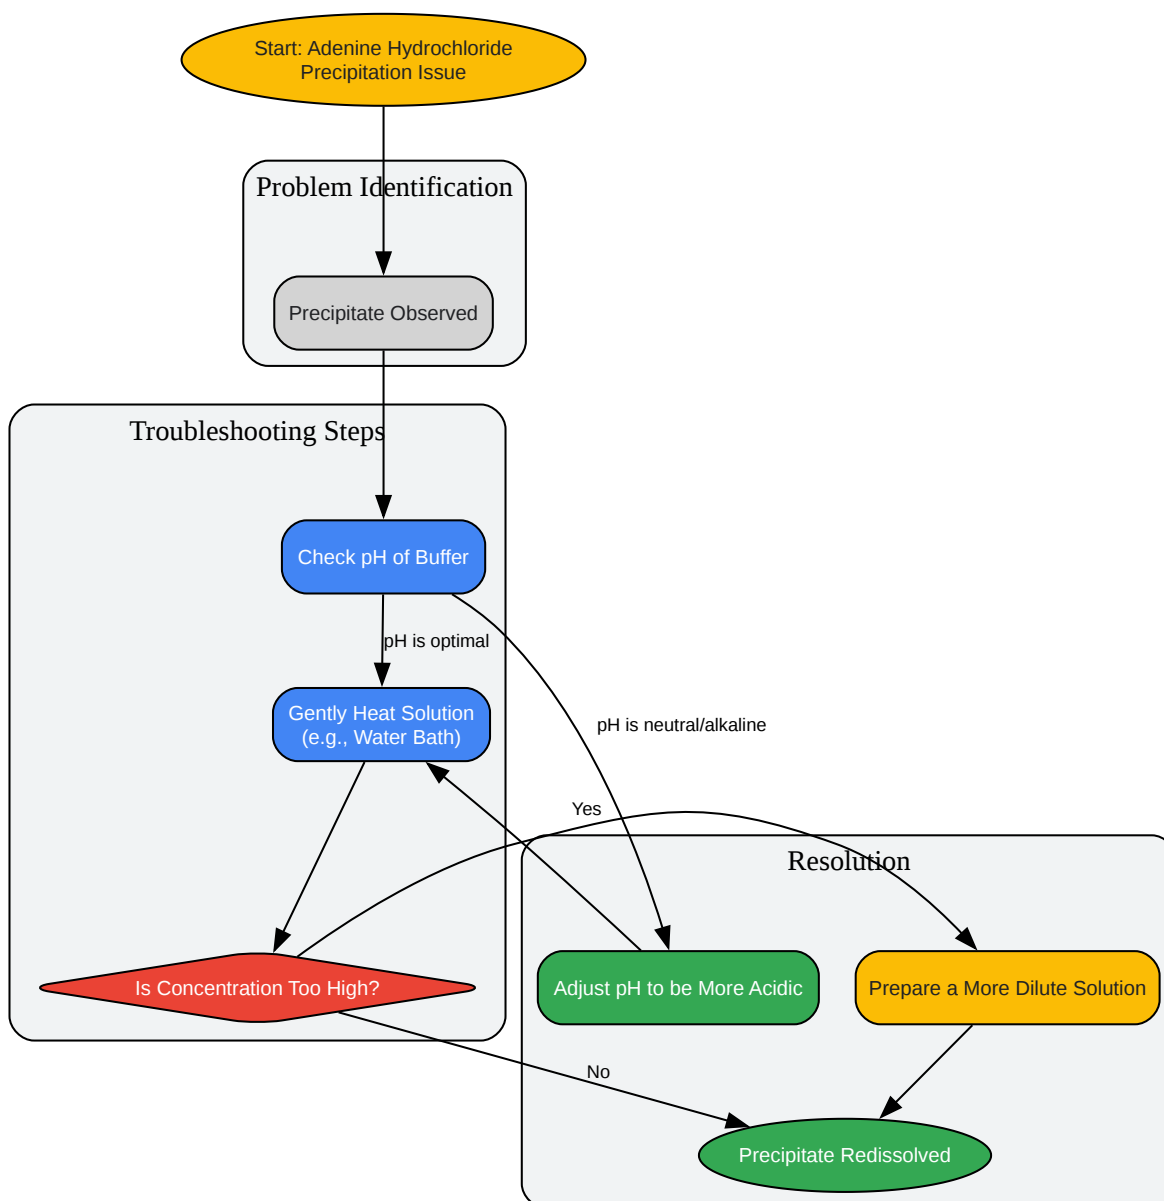 Start: Adenine Hydrochloride
Precipitation Issue
Problem Identification
Precipitate Observed
Troubleshooting Steps
Check pH of Buffer
pH is optimal
Gently Heat Solution
(e.g., Water Bath)
pH is neutral/alkaline
Yes
Resolution
Is Concentration Too High?
Adjust pH to be More Acidic
Prepare a More Dilute Solution
No
Precipitate Redissolved